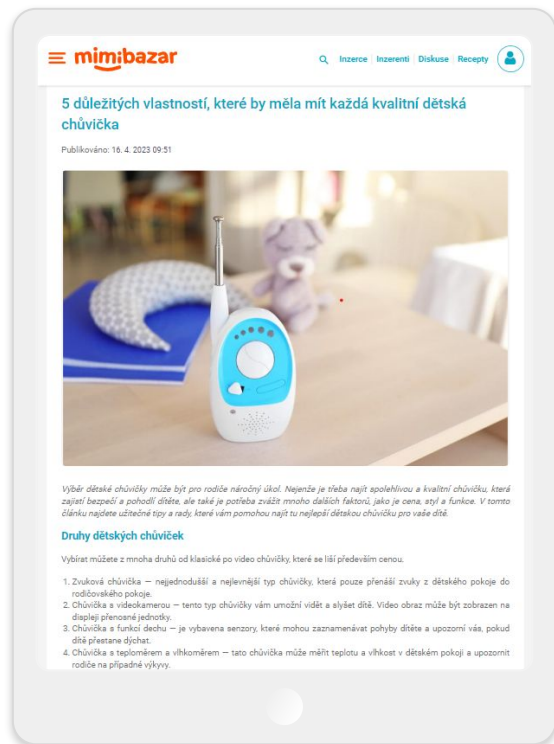 mimibazar
Inzerce Inzerenti Diskuse Recepty
5 důležitých vlastností, které by měla mít každá kvalitní dětská
chůvička
Publikováno: 16. 4. 2023 09:51
Výběr dětaké chůvičky může být pro rodiče náročný úkol. Nejenže je třeba najít spolehlivou a kvalitní chůvičku, která
zajistí bezpečí a pohodlí dítěte, ale také je potřeba zvážit mnoho dalších faktorů, jako je cena, styl a funkce. V tomto
článku najdete užitečné tipy a rady, které vám pomohou najít tu nejlepší dětskou chůvičku pro vaše dítě.
Druhy dětských chůviček
Vybírat můžete z mnoha druhů od klasické po video chůvičky, které se liší především cenou.
1. Zvuková chůvička — nejjednodušší a nejlevnější typ chůvičky, která pouze přenáší zvuky z dětského pokoje do
rodičovského pokoje.
2. Chůvička s videokamerou — tento typ chůvičky vám umožní vidět a slyšet dítě. Video obraz může být zobrazen na
displeji přenosné jednotky.
3. Chůvička s funkcí dechu — je vybavena senzory, které mohou zaznamenávat pohyby dítěte a upozorní vás, pokud
dítě přestane dýchat.
4. Chůvička s teploměrem a vlhkoměrem — tato chůvička může měřit teplotu a vlhkost v dětském pokoji a upozornit
rodiče na případné výkyvy.